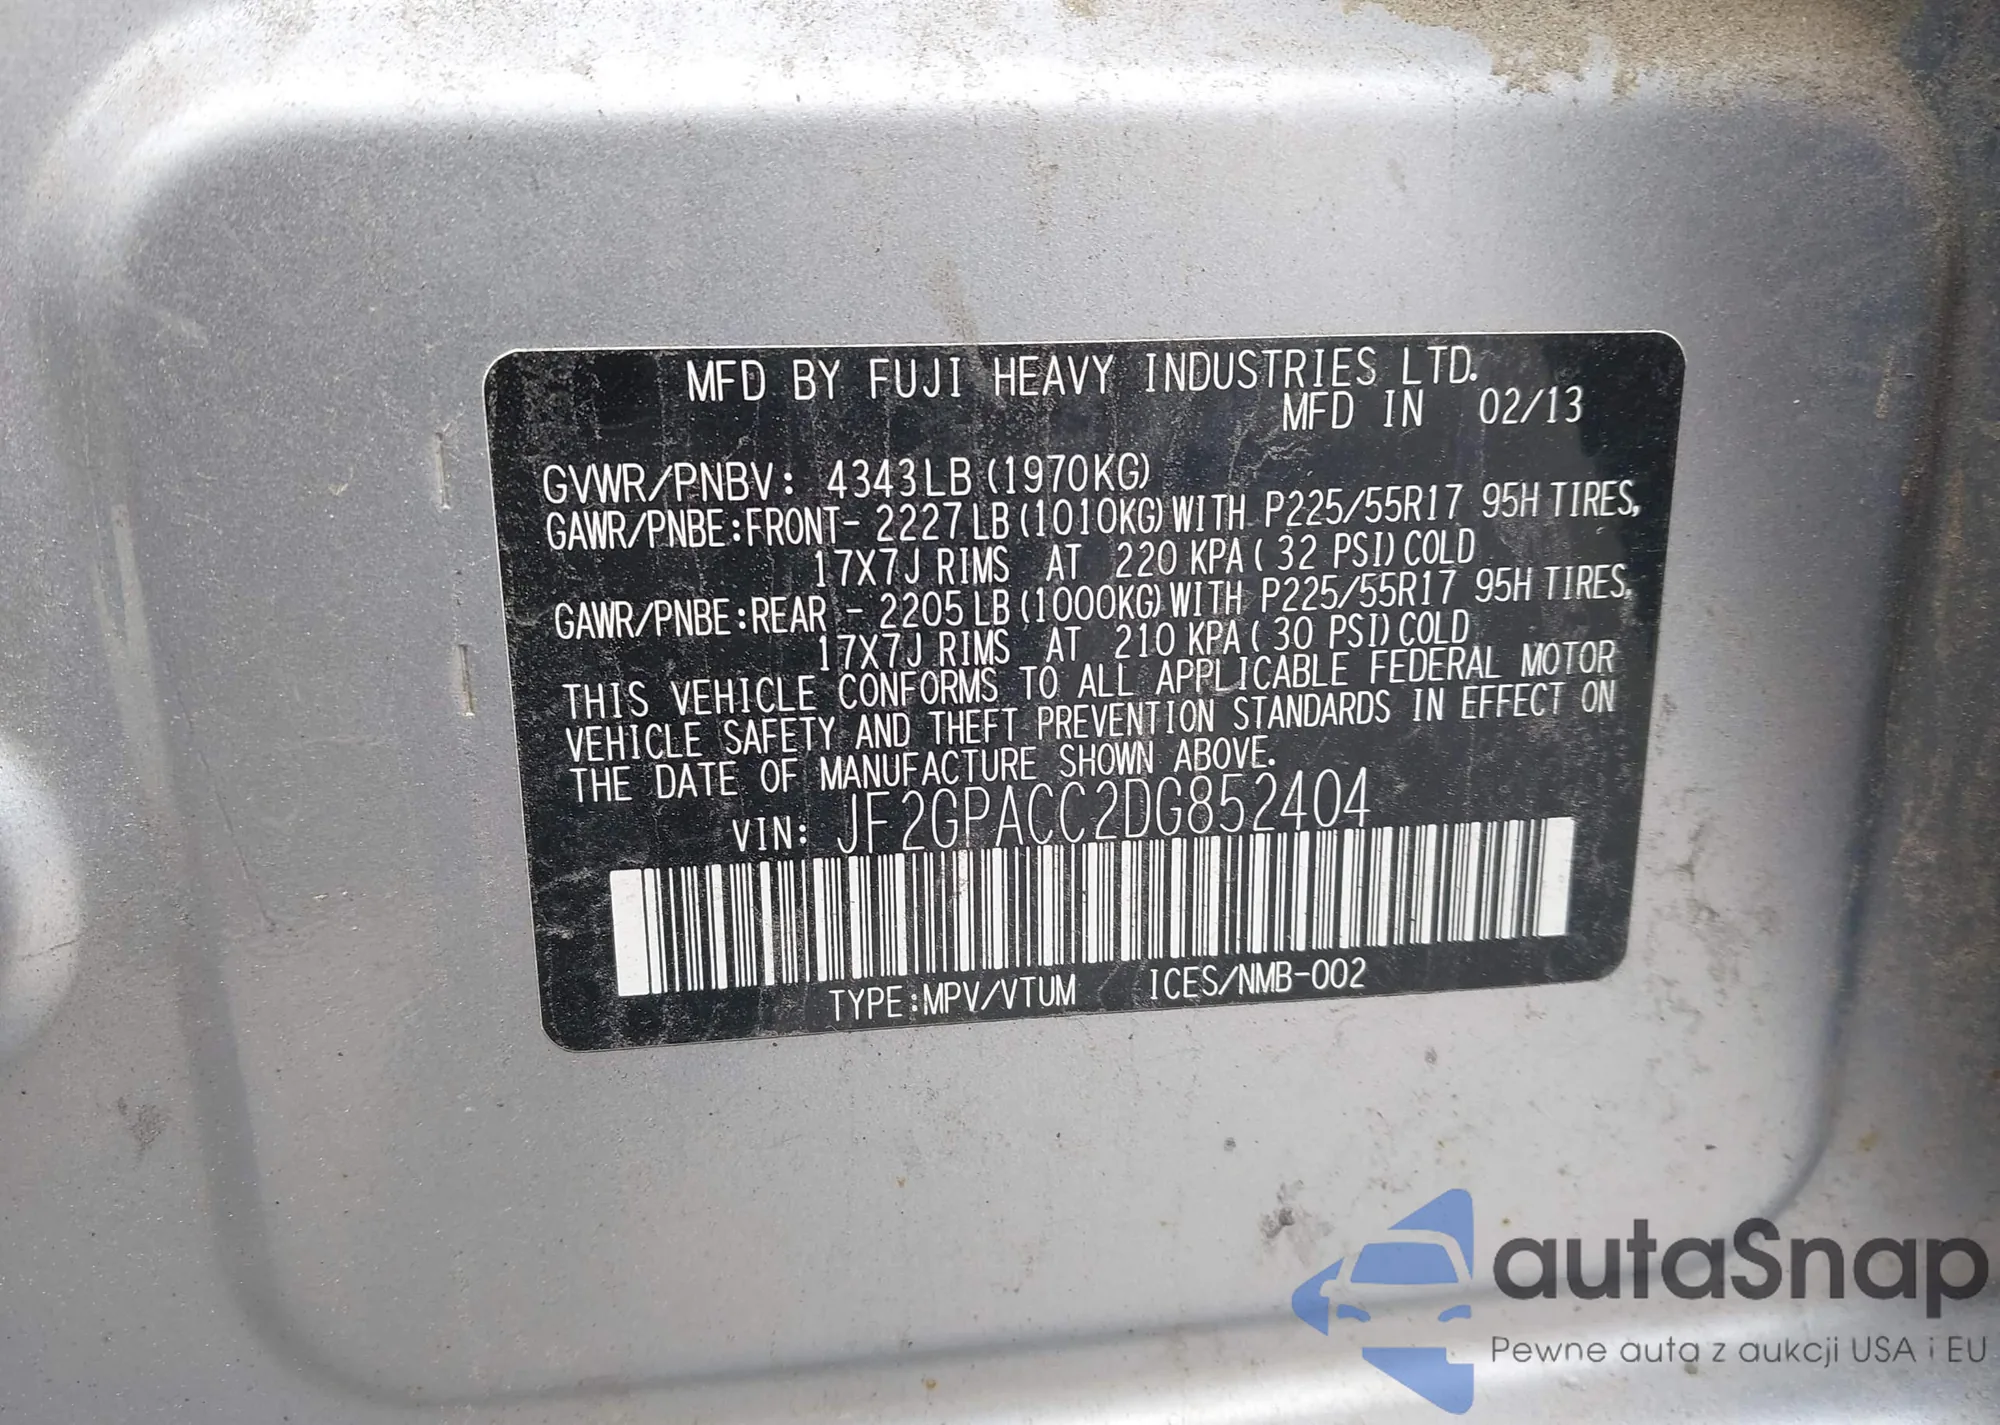 MFD BY FUJI HEAVY INDUSTRIES LTD.
MFD IN 02/13
GVWR/PNBV: 4343LB (1970KG)
GAWR/PNBE:FRONT- 2227LB(1010KG)WITH P225/55R17 95H TIRES,
17X7J RIMS AT 220 KPA( 32 PSI)COLD
GAWR/PNBE:REAR - 2205LB(1000KG)WITH P225/55R17 95H TIRES,
17X7J RIMS AT 210 KPA( 30 PSI)COLD
THIS VEHICLE CONFORMS TO ALL APPLICABLE FEDERAL MOTOR
VEHICLE SAFETY AND THEFT PREVENTION STANDARDS IN EFFECT ON
THE DATE OF MANUFACTURE SHOWN ABOVE.
VIN: JF2GPACC2DG852404
TYPE:MPV/VTUM ICES/NMB-002
autaSnap
Pewne auta z aukcji USA i EU